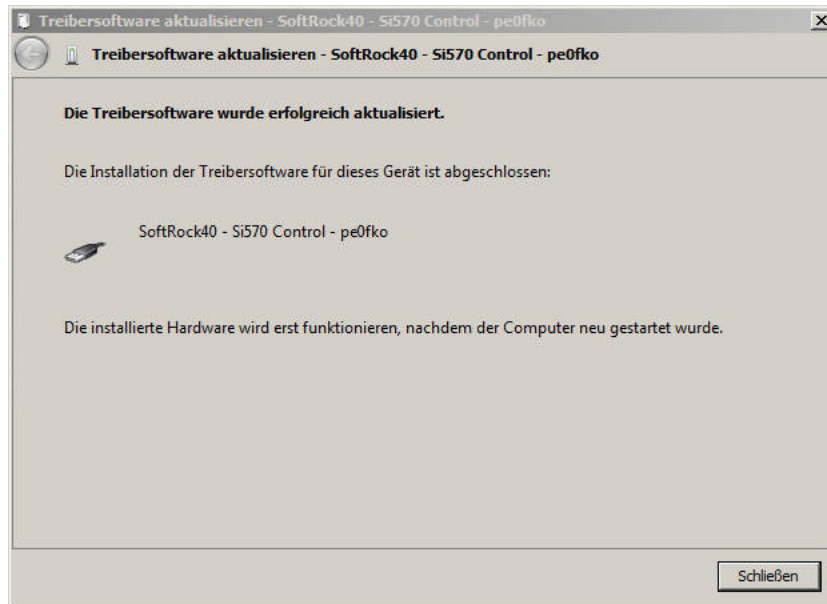 Treibersoftware aktualisieren - SoftRock40 - Si570 Control - pe0fko
Treibersoftware aktualisieren - SoftRock40 - Si570 Control - pe0fko
Die Treibersoftware wurde erfolgreich aktualisiert.
Die Installation der Treibersoftware für dieses Gerät ist abgeschlossen:
SoftRock40 - Si570 Control - pe0fko
Die installierte Hardware wird erst funktionieren, nachdem der Computer neu gestartet wurde.
Schließen